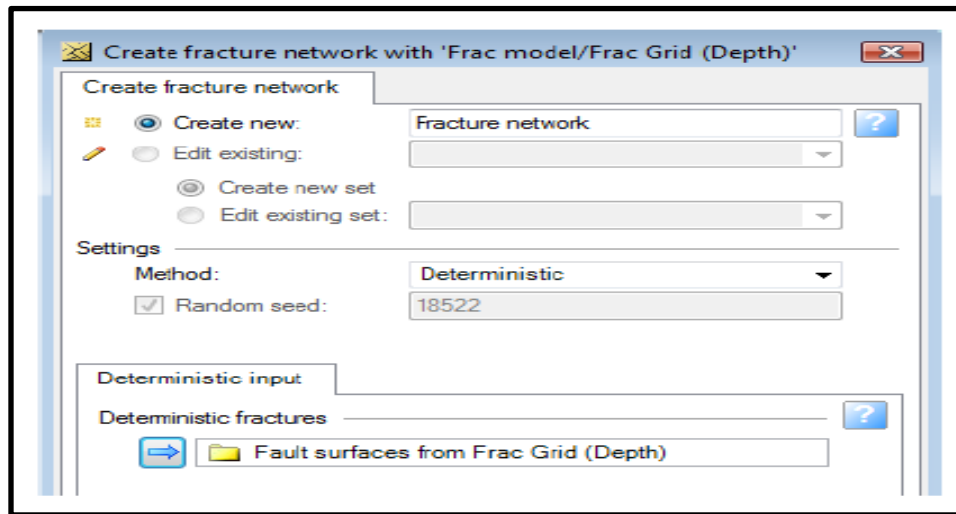 Create fracture network with 'Frac model/Frac Grid (Depth)'
Create fracture network
Create new: Fracture network ?
Edit existing:
Create new set
Edit existing set:
Settings
Method: Deterministic
Random seed: 18522
Deterministic input
Deterministic fractures ?
Fault surfaces from Frac Grid (Depth)